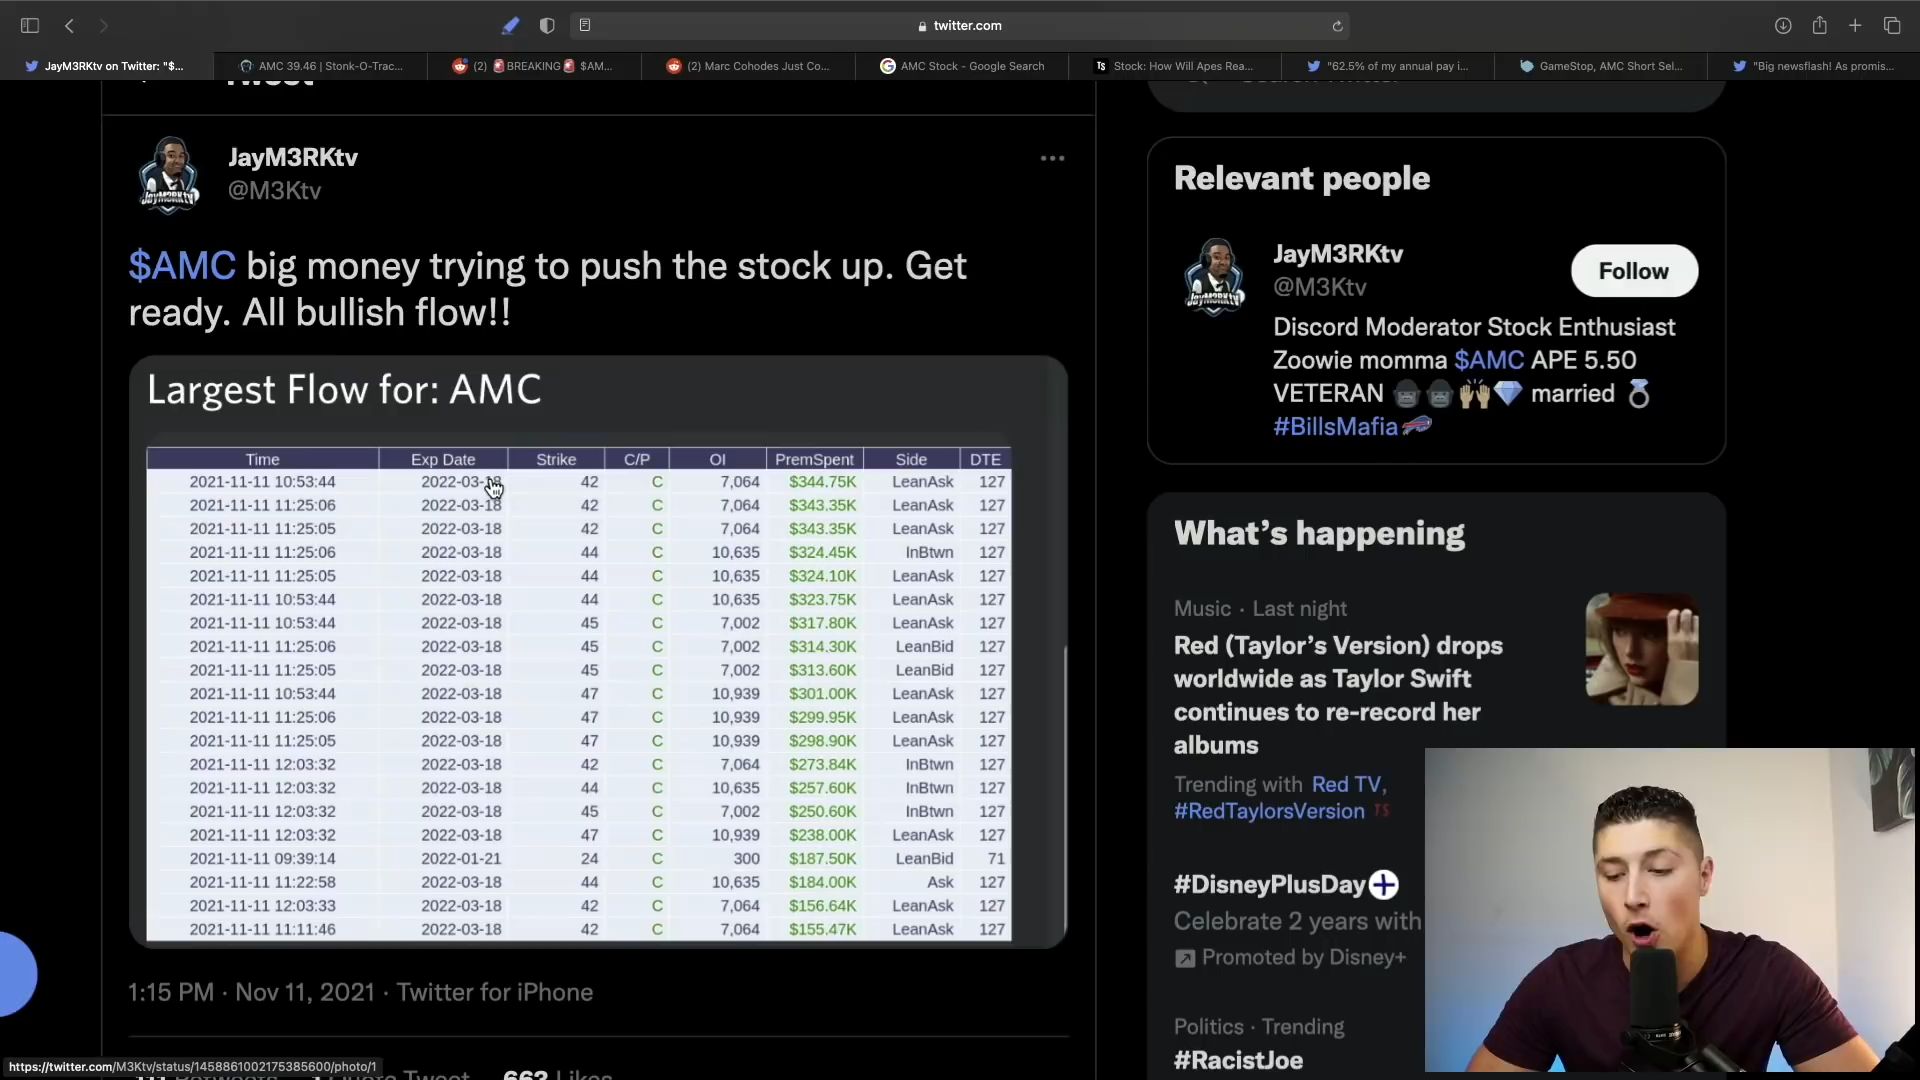 twitter.com
JayM3RKtv on Twitter: "$...
AMC 39.46 | Stonk-O-Trac...
(2) 🚨BREAKING🚨 $AM...
(2) Marc Cohodes Just Co...
AMC Stock - Google Search
Ts Stock: How Will Apes Rea...
"62.5% of my annual pay i...
GameStop, AMC Short Sel...
"Big newsflash! As promis...
Tweet
JayM3RKtv
@M3Ktv
$AMC big money trying to push the stock up. Get
ready. All bullish flow!!
Largest Flow for: AMC
Time Exp Date Strike C/P OI PremSpent Side DTE
2021-11-11 10:53:44 2022-03-18 42 C 7,064 $344.75K LeanAsk 127
2021-11-11 11:25:06 2022-03-18 42 C 7,064 $343.35K LeanAsk 127
2021-11-11 11:25:05 2022-03-18 42 C 7,064 $343.35K LeanAsk 127
2021-11-11 11:25:06 2022-03-18 44 C 10,635 $324.45K InBtwn 127
2021-11-11 11:25:05 2022-03-18 44 C 10,635 $324.10K LeanAsk 127
2021-11-11 10:53:44 2022-03-18 44 C 10,635 $323.75K LeanAsk 127
2021-11-11 10:53:44 2022-03-18 45 C 7,002 $317.80K LeanAsk 127
2021-11-11 11:25:06 2022-03-18 45 C 7,002 $314.30K LeanBid 127
2021-11-11 11:25:05 2022-03-18 45 C 7,002 $313.60K LeanBid 127
2021-11-11 10:53:44 2022-03-18 47 C 10,939 $301.00K LeanAsk 127
2021-11-11 11:25:06 2022-03-18 47 C 10,939 $299.95K LeanAsk 127
2021-11-11 11:25:05 2022-03-18 47 C 10,939 $298.90K LeanAsk 127
2021-11-11 12:03:32 2022-03-18 42 C 7,064 $273.84K InBtwn 127
2021-11-11 12:03:32 2022-03-18 44 C 10,635 $257.60K InBtwn 127
2021-11-11 12:03:32 2022-03-18 45 C 7,002 $250.60K InBtwn 127
2021-11-11 12:03:32 2022-03-18 47 C 10,939 $238.00K LeanAsk 127
2021-11-11 09:39:14 2022-01-21 24 C 300 $187.50K LeanBid 71
2021-11-11 11:22:58 2022-03-18 44 C 10,635 $184.00K Ask 127
2021-11-11 12:03:33 2022-03-18 42 C 7,064 $156.64K LeanAsk 127
2021-11-11 11:11:46 2022-03-18 42 C 7,064 $155.47K LeanAsk 127
1:15 PM · Nov 11, 2021 · Twitter for iPhone
Quote Tweet 663 Likes
https://twitter.com/M3Ktv/status/1458861002175385600/photo/1
Relevant people
JayM3RKtv
@M3Ktv
Follow
Discord Moderator Stock Enthusiast
Zoowie momma $AMC APE 5.50
VETERAN 🦍🦍🙌🏽💎 married 💍
#BillsMafia
What's happening
Music · Last night
Red (Taylor's Version) drops
worldwide as Taylor Swift
continues to re-record her
albums
Trending with Red TV,
#RedTaylorsVersion
#DisneyPlusDay
Celebrate 2 years with
Promoted by Disney+
Politics · Trending
#RacistJoe